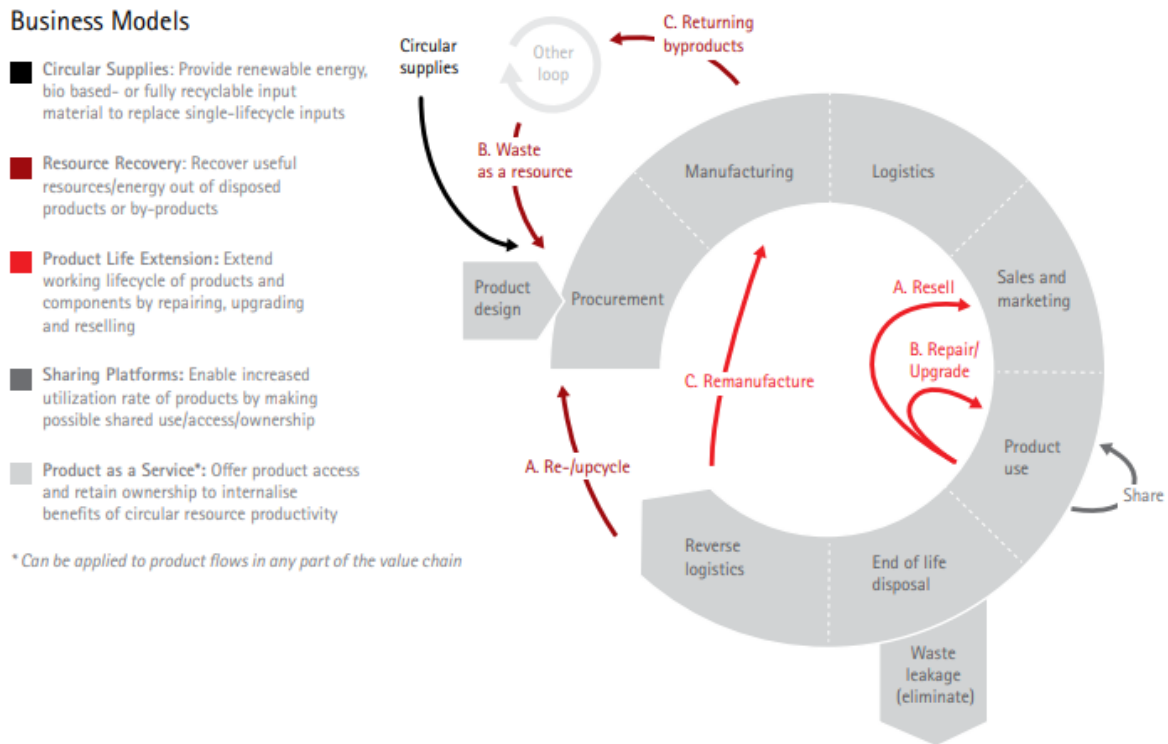 Business Models
Circular Supplies: Provide renewable energy,
bio based- or fully recyclable input
material to replace single-lifecycle inputs
Resource Recovery: Recover useful
resources/energy out of disposed
products or by-products
Product Life Extension: Extend
working lifecycle of products and
components by repairing, upgrading
and reselling
Sharing Platforms: Enable increased
utilization rate of products by making
possible shared use/access/ownership
Product as a Service*: Offer product access
and retain ownership to internalise
benefits of circular resource productivity
* Can be applied to product flows in any part of the value chain
Circular
supplies
Other
loop
C. Returning
byproducts
B. Waste
as a resource
Manufacturing
Logistics
Product
design
Procurement
Sales and
marketing
A. Resell
B. Repair/
Upgrade
C. Remanufacture
A. Re-/upcycle
Product
use
Share
Reverse
logistics
End of life
disposal
Waste
leakage
(eliminate)